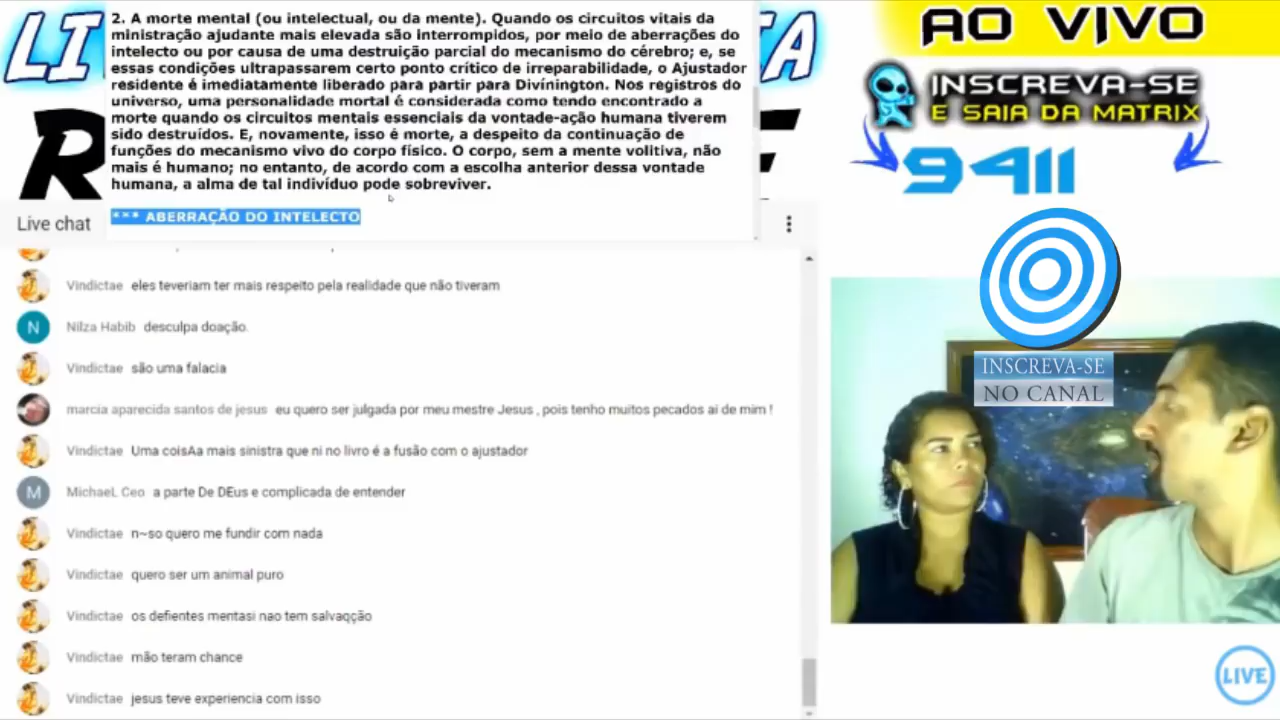 2. A morte mental (ou intelectual, ou da mente). Quando os circuitos vitais da
ministração ajudante mais elevada são interrompidos, por meio de aberrações do
intelecto ou por causa de uma destruição parcial do mecanismo do cérebro; e, se
essas condições ultrapassarem certo ponto crítico de irreparabilidade, o Ajustador
residente é imediatamente liberado para partir para Divínington. Nos registros do
universo, uma personalidade mortal é considerada como tendo encontrado a
morte quando os circuitos mentais essenciais da vontade-ação humana tiverem
sido destruídos. E, novamente, isso é morte, a despeito da continuação de
funções do mecanismo vivo do corpo físico. O corpo, sem a mente volitiva, não
mais é humano; no entanto, de acordo com a escolha anterior dessa vontade
humana, a alma de tal indivíduo pode sobreviver.
*** ABERRAÇÃO DO INTELECTO
Live chat
Vindictae eles teveriam ter mais respeito pela realidade que não tiveram
N Nilza Habib desculpa doação.
Vindictae são uma falacia
marcia aparecida santos de jesus eu quero ser julgada por meu mestre Jesus , pois tenho muitos pecados ai de mim !
Vindictae Uma coisAa mais sinistra que ni no livro é a fusão com o ajustador
M MichaeL Ceo a parte De DEus e complicada de entender
Vindictae n~so quero me fundir com nada
Vindictae quero ser um animal puro
Vindictae os defientes mentasi nao tem salvaqção
Vindictae mão teram chance
Vindictae jesus teve experiencia com isso
AO VIVO
INSCREVA-SE
E SAIA DA MATRIX
9411
INSCREVA-SE
NO CANAL
LIVE